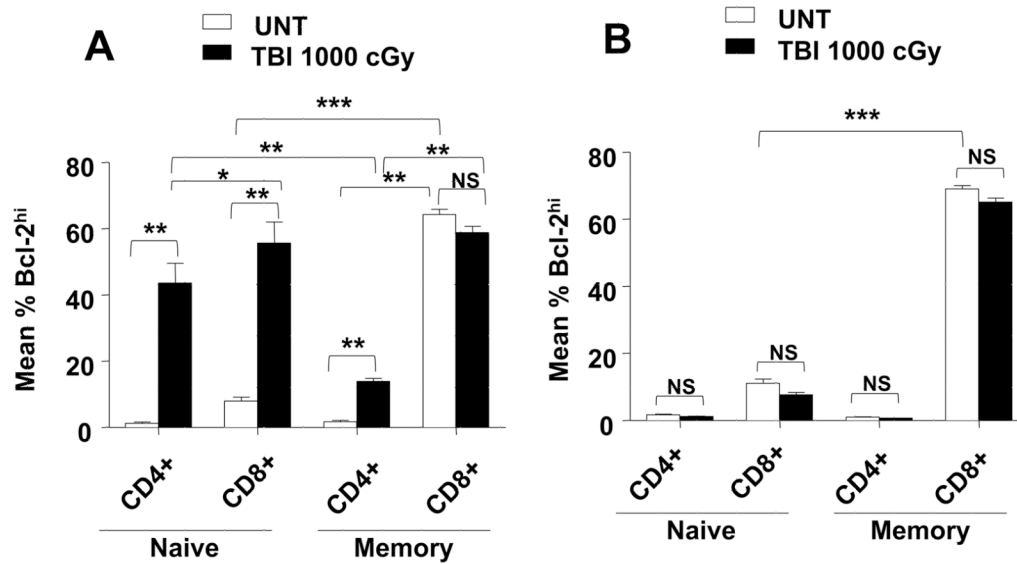 A
UNT
TBI 1000 cGy
***
**
**
*
**
NS
**
**
**
80
60
40
20
0
Mean % Bcl-2hi
CD4+
CD8+
CD4+
CD8+
Naive
Memory
B
UNT
TBI 1000 cGy
***
NS
NS
NS
NS
80
60
40
20
0
Mean % Bcl-2hi
CD4+
CD8+
CD4+
CD8+
Naive
Memory